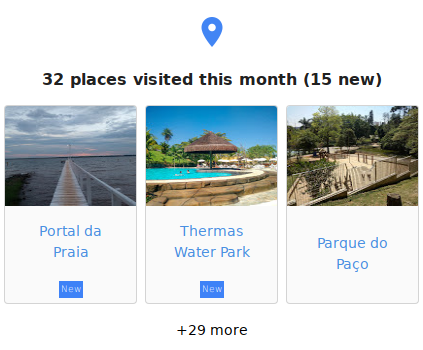 32 places visited this month (15 new)
Portal da
Praia
New
Thermas
Water Park
New
Parque do
Paço
+29 more